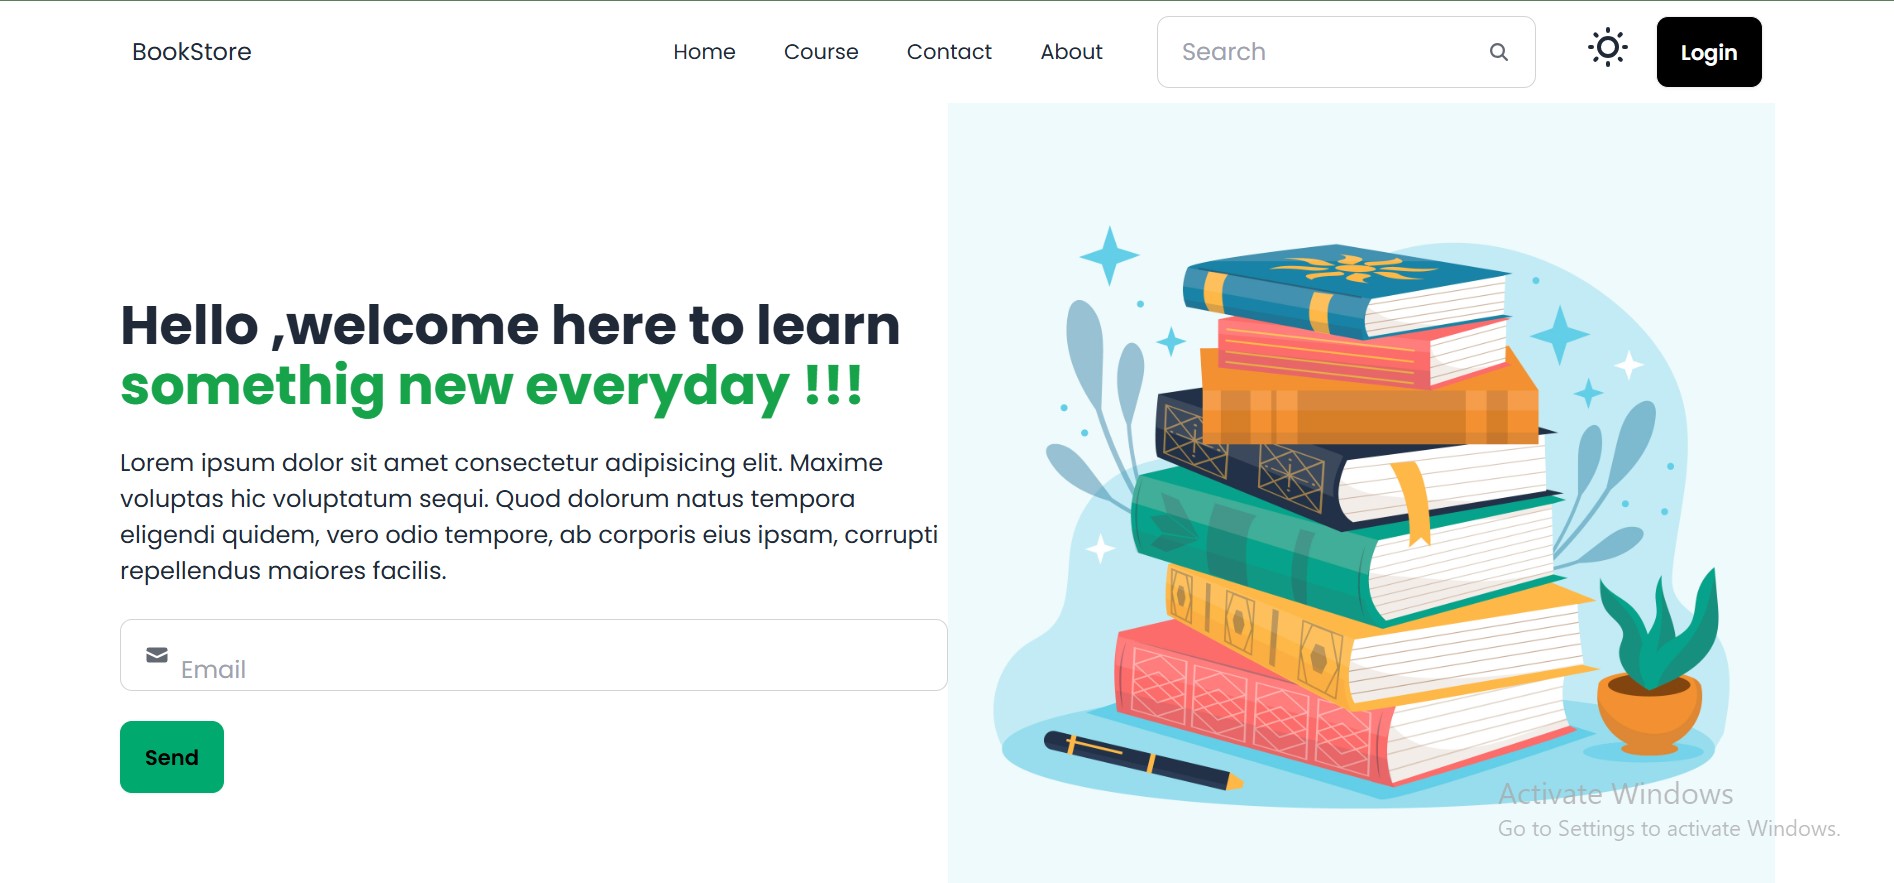 BookStore
Home
Course
Contact
About
Search
Login
Hello ,welcome here to learn
somethig new everyday !!!
Lorem ipsum dolor sit amet consectetur adipisicing elit. Maxime
voluptas hic voluptatum sequi. Quod dolorum natus tempora
eligendi quidem, vero odio tempore, ab corporis eius ipsam, corrupti
repellendus maiores facilis.
Email
Send
Activate Windows
Go to Settings to activate Windows.